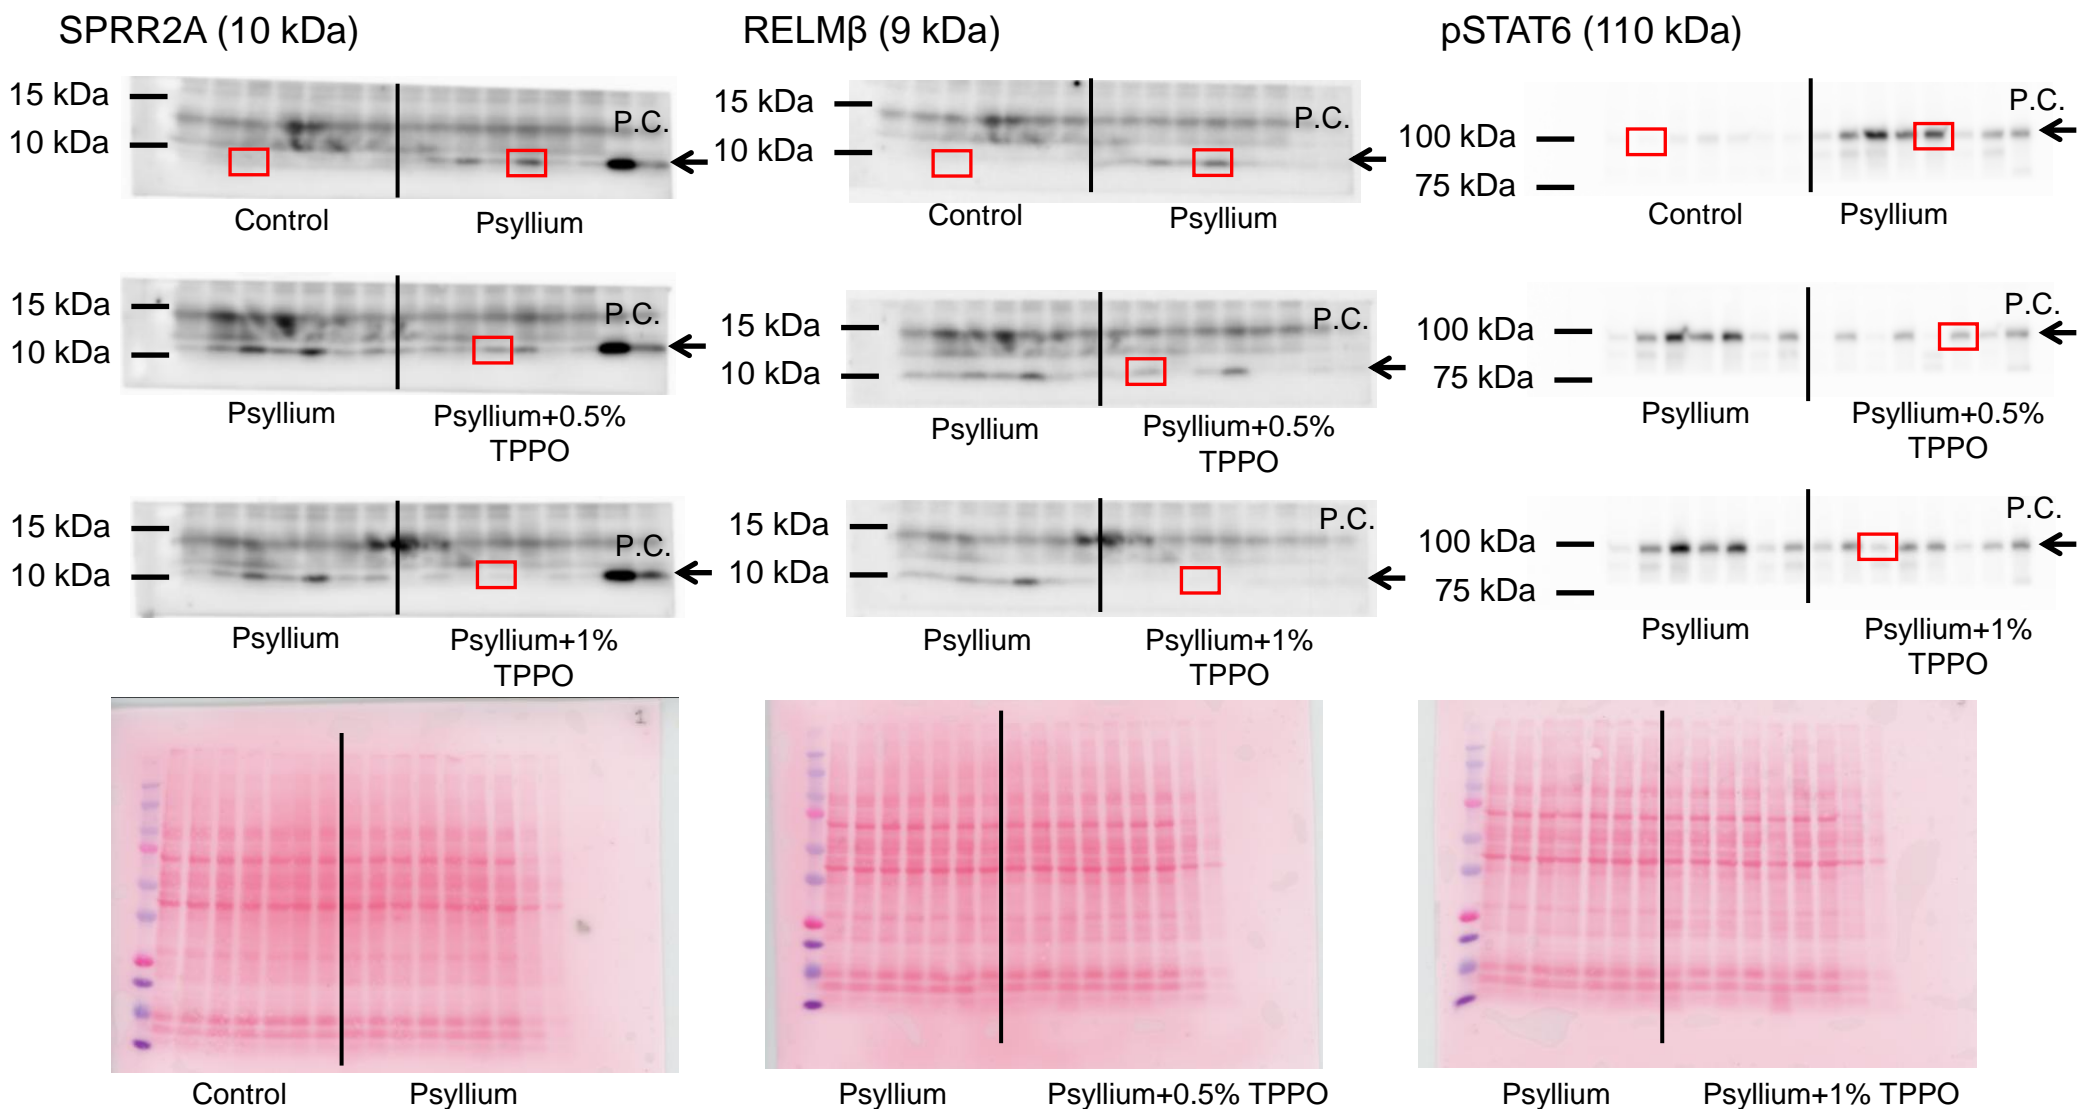 SPRR2A (10 kDa)
15 kDa
10 kDa
P.C.
Control
Psyllium
15 kDa
10 kDa
P.C.
Psyllium
Psyllium+0.5%
TPPO
15 kDa
10 kDa
P.C.
Psyllium
Psyllium+1%
TPPO
RELMβ (9 kDa)
15 kDa
10 kDa
P.C.
Control
Psyllium
15 kDa
10 kDa
P.C.
Psyllium
Psyllium+0.5%
TPPO
15 kDa
10 kDa
P.C.
Psyllium
Psyllium+1%
TPPO
pSTAT6 (110 kDa)
100 kDa
75 kDa
P.C.
Control
Psyllium
100 kDa
75 kDa
P.C.
Psyllium
Psyllium+0.5%
TPPO
100 kDa
75 kDa
P.C.
Psyllium
Psyllium+1%
TPPO
1
Control
Psyllium
Psyllium
Psyllium+0.5% TPPO
Psyllium
Psyllium+1% TPPO